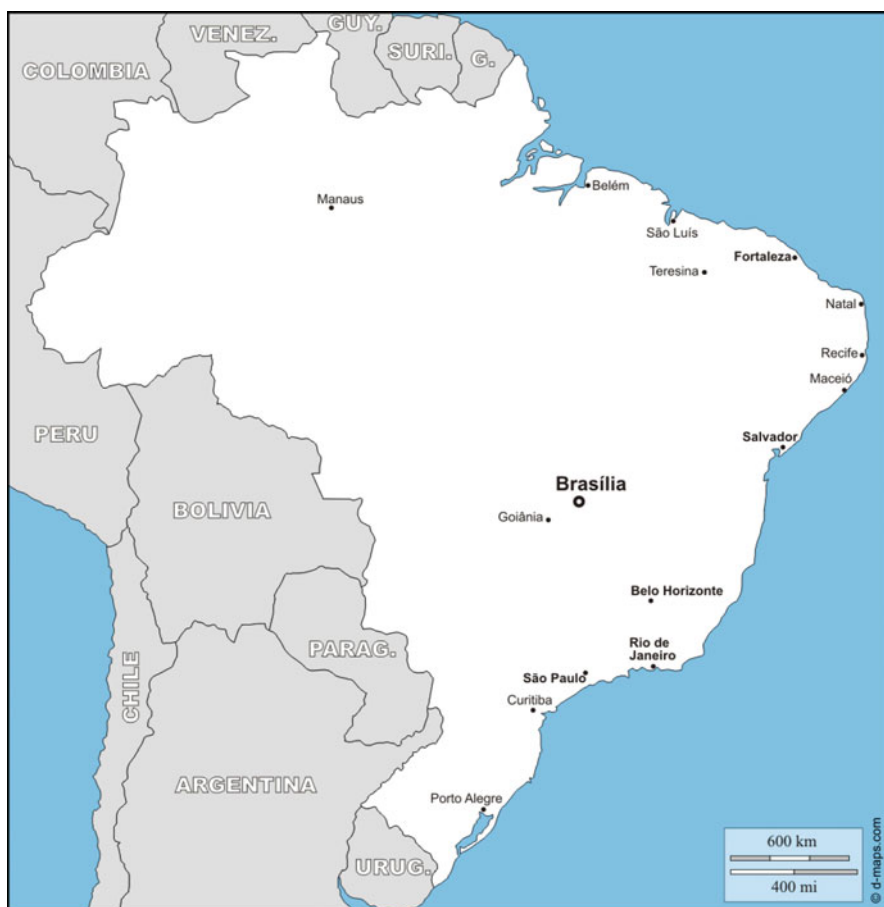 GUY.
VENEZ.
SURI.
G.
COLOMBIA
Belém
Manaus
São Luís
Fortaleza
Teresina
Natal
Recife
Maceió
PERU
Salvador
Brasília
BOLIVIA
Goiânia
Belo Horizonte
PARAG.
Rio de
Janeiro
São Paulo
CHILE
Curitiba
ARGENTINA
Porto Alegre
URUG.
600 km
400 mi
© d-maps.com